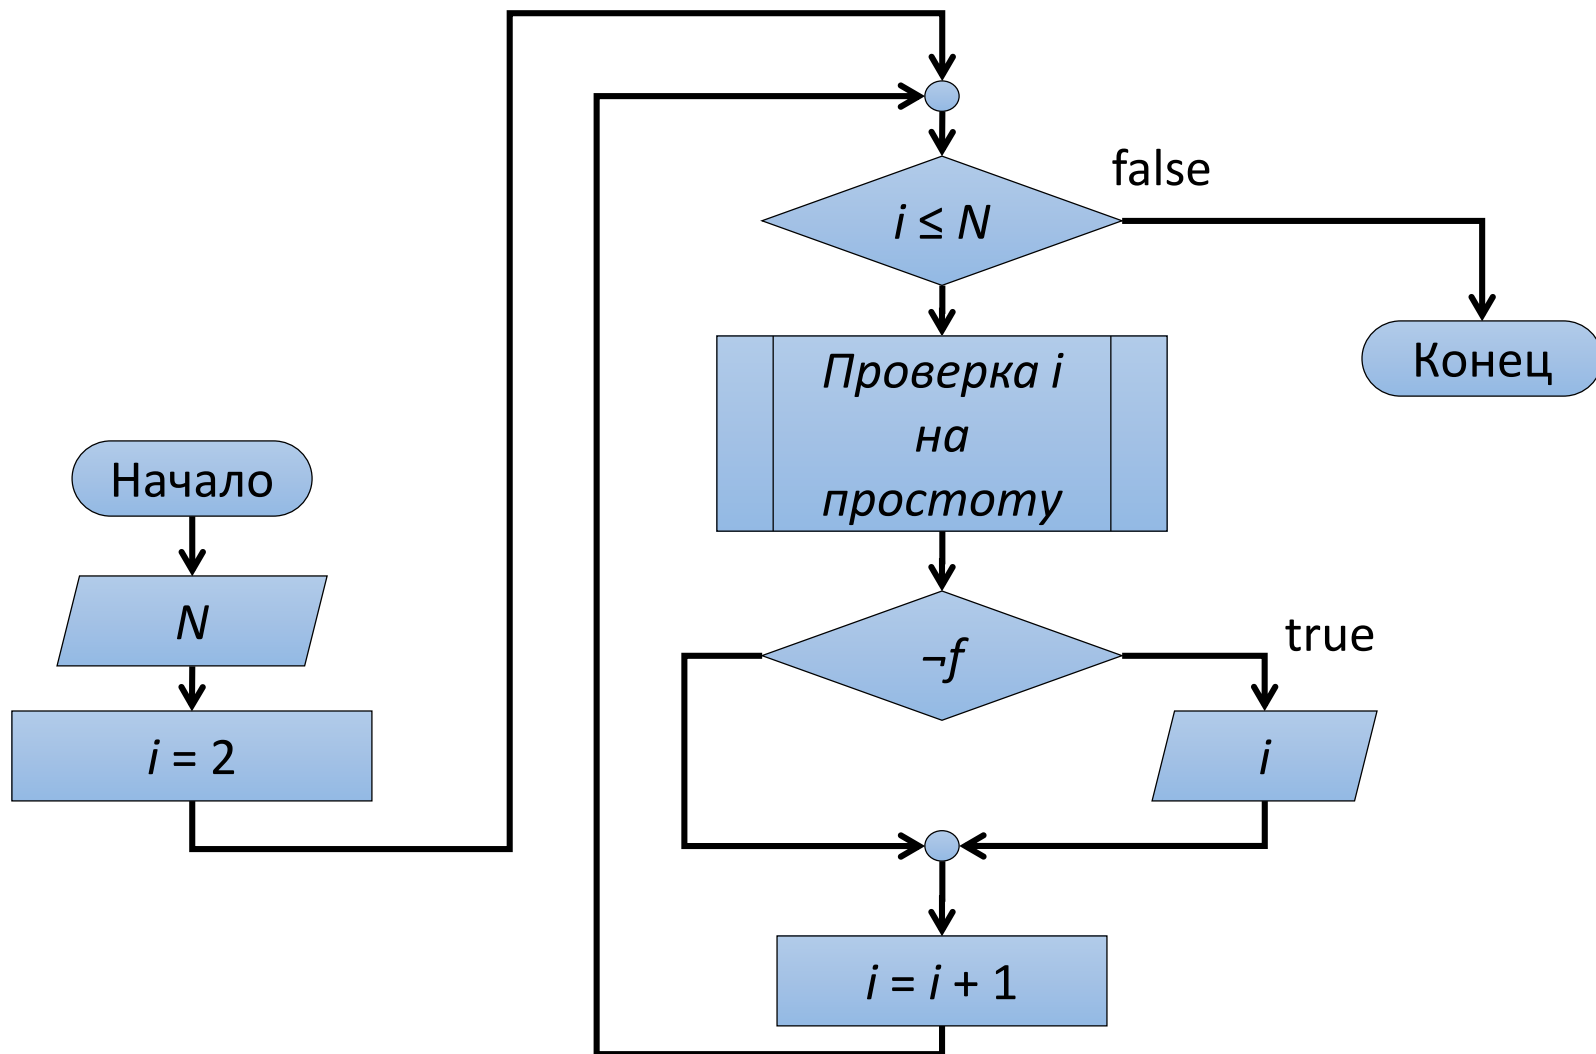 Начало
N
i = 2
i ≤ N
false
Конец
Проверка i
на
простоту
¬f
true
i
i = i + 1